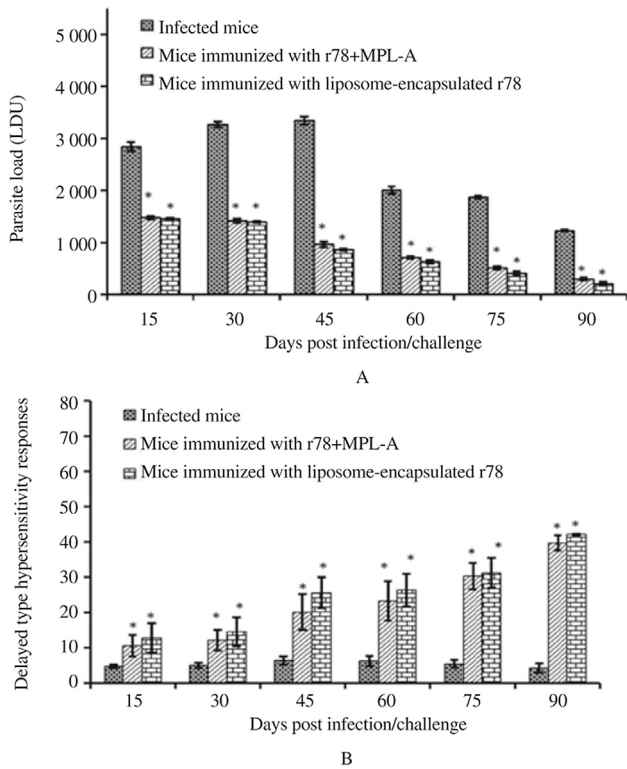 5 000
4 000
3 000
2 000
1 000
0
Parasite load (LDU)
Infected mice
Mice immunized with r78+MPL-A
Mice immunized with liposome-encapsulated r78
* * * * * * * * * * * *
15 30 45 60 75 90
Days post infection/challenge
A
80
70
60
50
40
30
20
10
0
Delayed type hypersensitivity responses
Infected mice
Mice immunized with r78+MPL-A
Mice immunized with liposome-encapsulated r78
* * * * * * * * * * * *
15 30 45 60 75 90
Days post infection/challenge
B